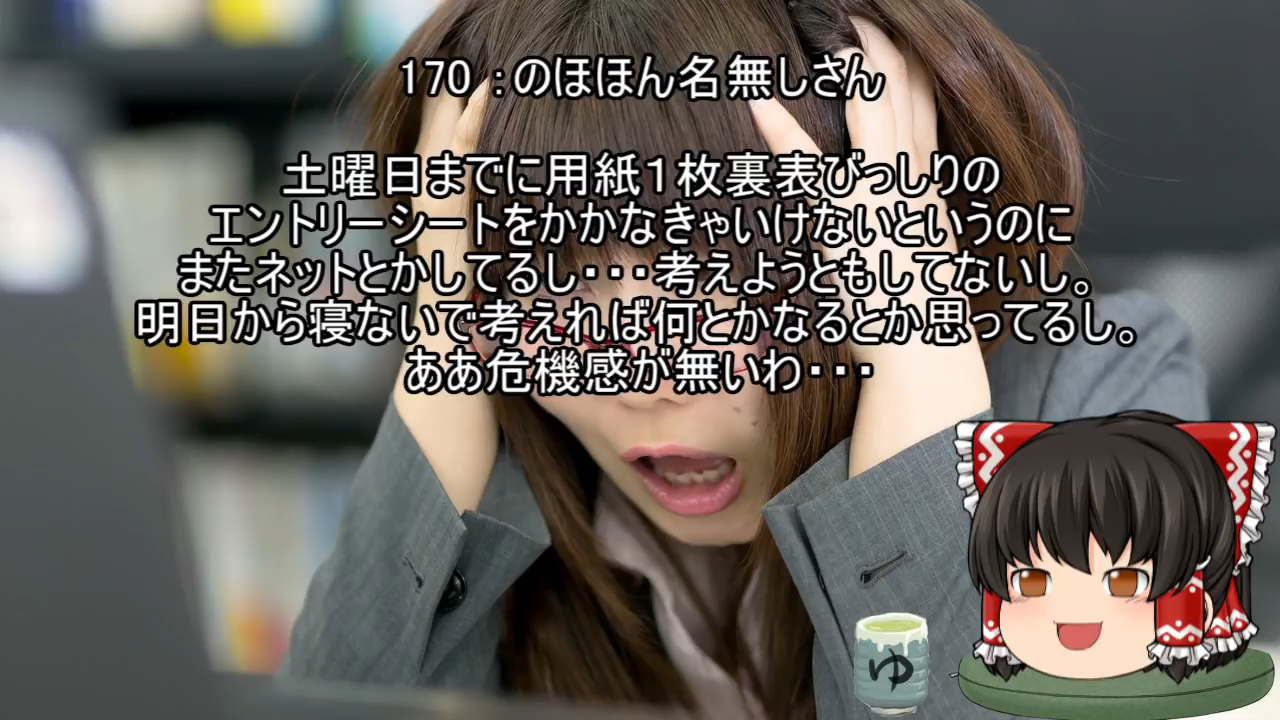 170 :のほほん名無しさん
土曜日までに用紙１枚裏表びっしりの
エントリーシートをかかなきゃいけないというのに
またネットとかしてるし・・・考えようともしてないし。
明日から寝ないで考えれば何とかなるとか思ってるし。
ああ危機感が無いわ・・・
ゆ